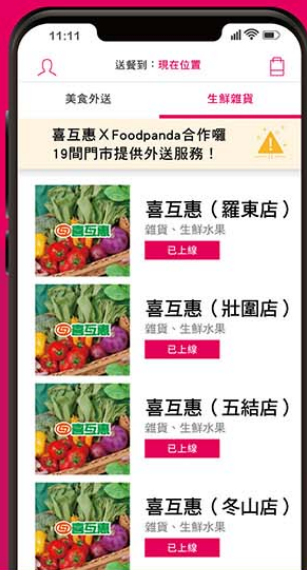 11:11
送餐到：現在位置
美食外送
生鮮雜貨
喜互惠XFoodpanda合作囉
19間門市提供外送服務！
喜互惠（羅東店）
雜貨、生鮮水果
已上線
喜互惠
喜互惠（壯圍店）
雜貨、生鮮水果
已上線
喜互惠
喜互惠（五結店）
雜貨、生鮮水果
已上線
喜互惠
喜互惠（冬山店）
雜貨、生鮮水果
已上線
喜互惠